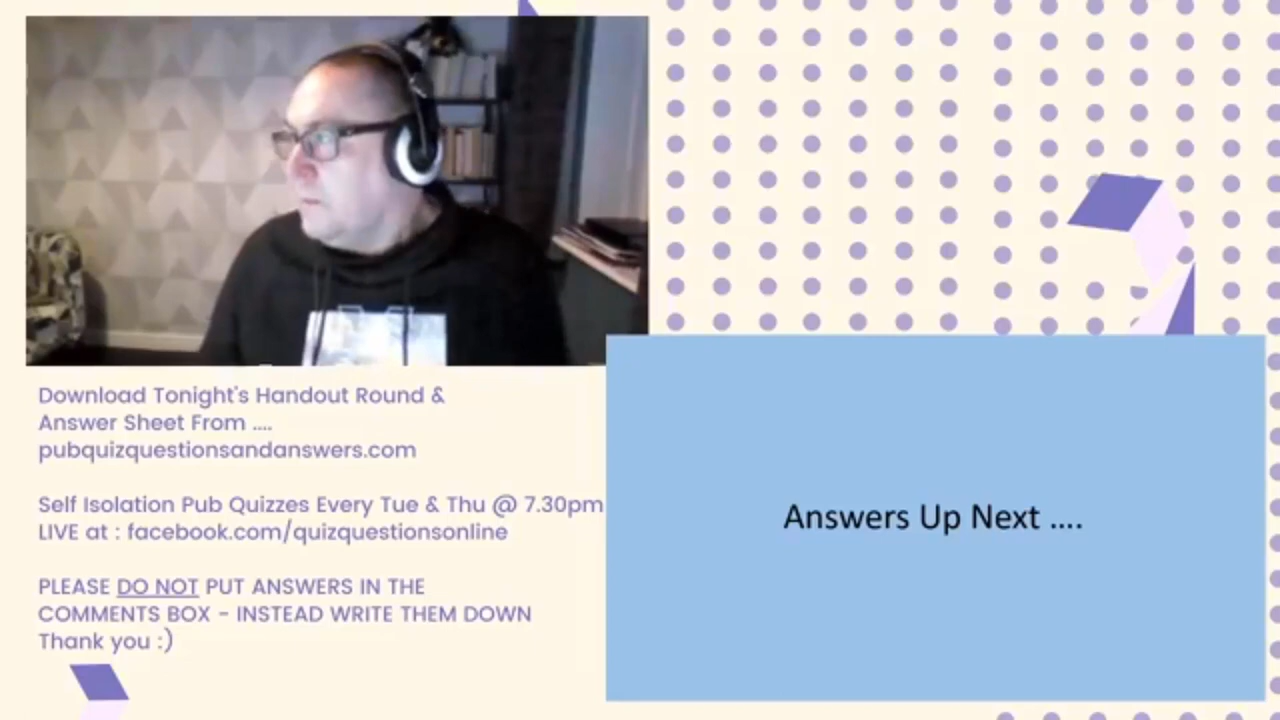 Download Tonight's Handout Round &
Answer Sheet From ....
pubquizquestionsandanswers.com
Self Isolation Pub Quizzes Every Tue & Thu @ 7.30pm
LIVE at : facebook.com/quizquestionsonline
PLEASE DO NOT PUT ANSWERS IN THE
COMMENTS BOX - INSTEAD WRITE THEM DOWN
Thank you :)
Answers Up Next ....